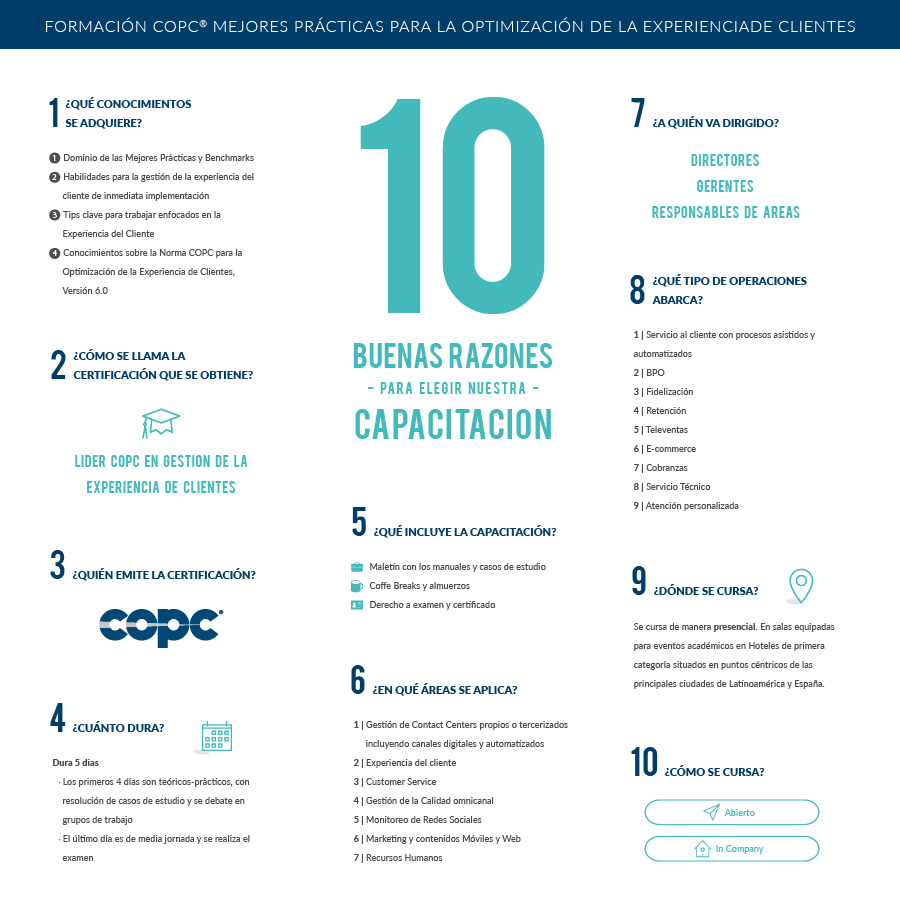 FORMACIÓN COPC® MEJORES PRÁCTICAS PARA LA OPTIMIZACIÓN DE LA EXPERIENCIADE CLIENTES
1 ¿QUÉ CONOCIMIENTOS
SE ADQUIERE?
1 Dominio de las Mejores Prácticas y Benchmarks
2 Habilidades para la gestión de la experiencia del
cliente de inmediata implementación
3 Tips clave para trabajar enfocados en la
Experiencia del Cliente
4 Conocimientos sobre la Norma COPC para la
Optimización de la Experiencia de Clientes,
Versión 6.0
2 ¿CÓMO SE LLAMA LA
CERTIFICACIÓN QUE SE OBTIENE?
LIDER COPC EN GESTION DE LA
EXPERIENCIA DE CLIENTES
3 ¿QUIÉN EMITE LA CERTIFICACIÓN?
copc®
4 ¿CUÁNTO DURA?
Dura 5 días
· Los primeros 4 días son teóricos-prácticos, con
resolución de casos de estudio y se debate en
grupos de trabajo
· El último día es de media jornada y se realiza el
examen
10
BUENAS RAZONES
– PARA ELEGIR NUESTRA –
CAPACITACION
5 ¿QUÉ INCLUYE LA CAPACITACIÓN?
Maletín con los manuales y casos de estudio
Coffe Breaks y almuerzos
Derecho a examen y certificado
6 ¿EN QUÉ ÁREAS SE APLICA?
1 | Gestión de Contact Centers propios o tercerizados
incluyendo canales digitales y automatizados
2 | Experiencia del cliente
3 | Customer Service
4 | Gestión de la Calidad omnicanal
5 | Monitoreo de Redes Sociales
6 | Marketing y contenidos Móviles y Web
7 | Recursos Humanos
7 ¿A QUIÉN VA DIRIGIDO?
DIRECTORES
GERENTES
RESPONSABLES DE AREAS
8 ¿QUÉ TIPO DE OPERACIONES
ABARCA?
1 | Servicio al cliente con procesos asistidos y
automatizados
2 | BPO
3 | Fidelización
4 | Retención
5 | Televentas
6 | E-commerce
7 | Cobranzas
8 | Servicio Técnico
9 | Atención personalizada
9 ¿DÓNDE SE CURSA?
Se cursa de manera presencial. En salas equipadas
para eventos académicos en Hoteles de primera
categoría situados en puntos céntricos de las
principales ciudades de Latinoamérica y España.
10 ¿CÓMO SE CURSA?
Abierto
In Company